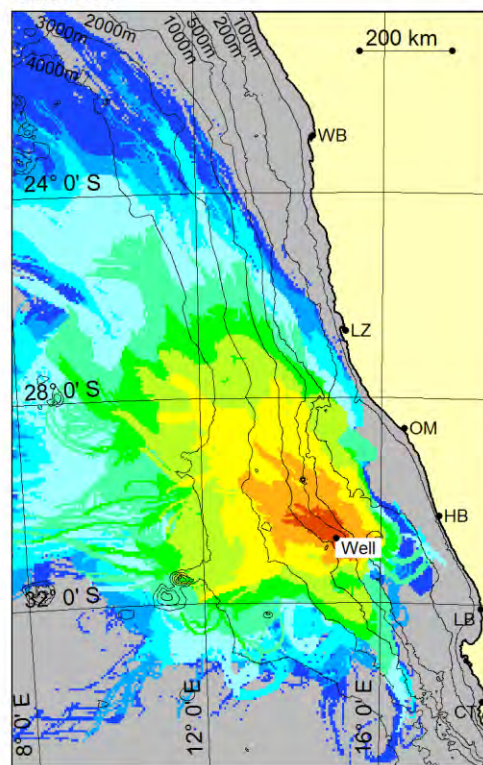 3000m
2000m
1000m
500m
200m
100m
4000m
200 km
WB
24° 0' S
LZ
28° 0' S
OM
HB
Well
32° 0' S
LB
8° 0' E
12° 0' E
16° 0' E
CT